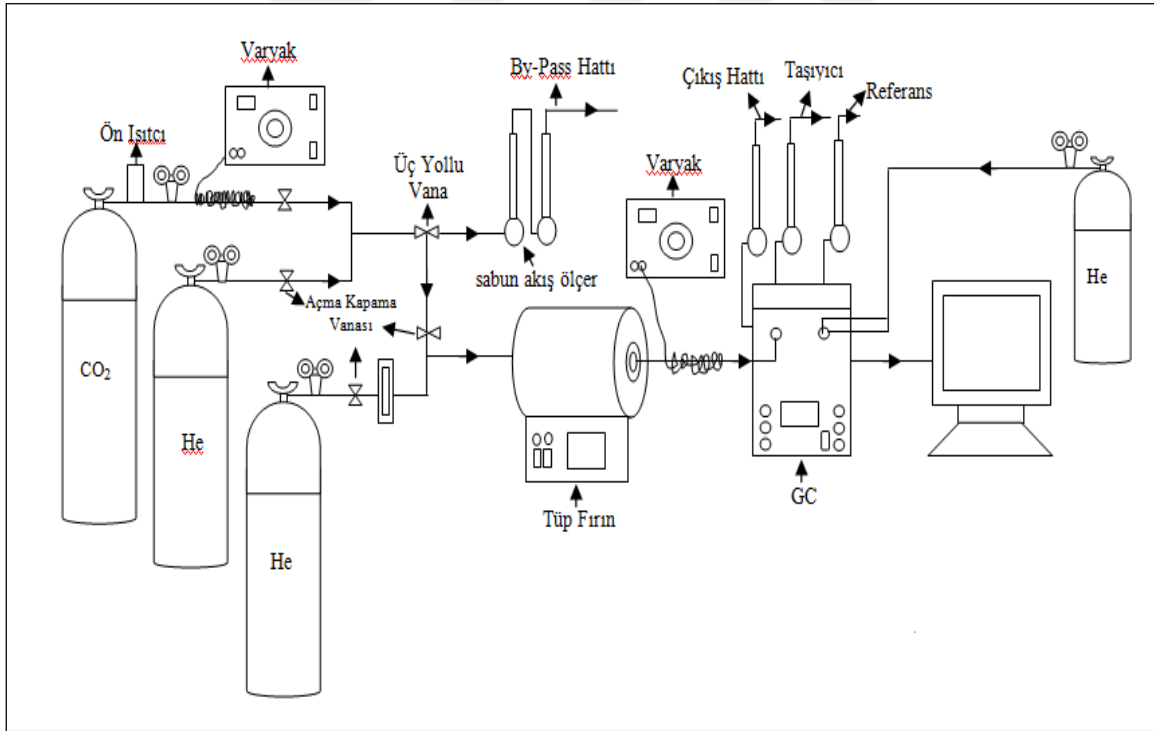 Varyak
By-Pass Hattı
Çıkış Hattı
Taşıyıcı
Referans
Ön Isıtcı
Üç Yollu
Vana
Varyak
sabun akış ölçer
He
Açma Kapama
Vanası
CO₂
He
He
GC
Tüp Fırın